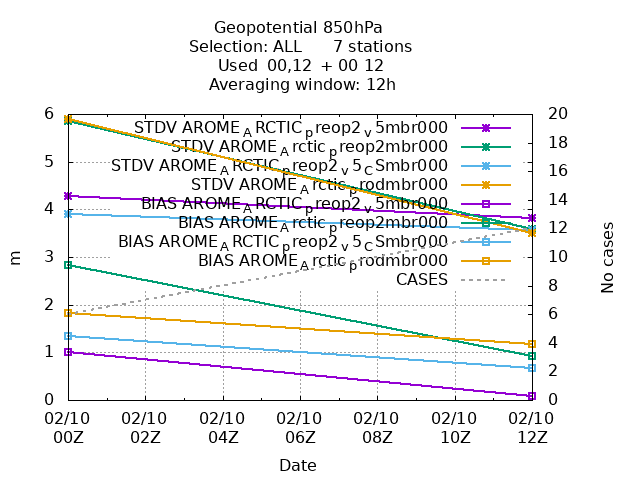 Geopotential 850hPa
Selection: ALL 7 stations
Used 00,12 + 00 12
Averaging window: 12h
6
5
4
3
2
1
0
m
STDV AROME_ARCTIC_preop2_v5mbr000
STDV AROME_Arctic_preop2mbr000
STDV AROME_ARCTIC_preop2_v5_CSmbr000
STDV AROME_Arctic_prodmbr000
BIAS AROME_ARCTIC_preop2_v5mbr000
BIAS AROME_Arctic_preop2mbr000
BIAS AROME_ARCTIC_preop2_v5_CSmbr000
BIAS AROME_Arctic_prodmbr000
CASES
20
18
16
14
12
10
8
6
4
2
0
No cases
02/10 02/10 02/10 02/10 02/10 02/10 02/10
00Z 02Z 04Z 06Z 08Z 10Z 12Z
Date